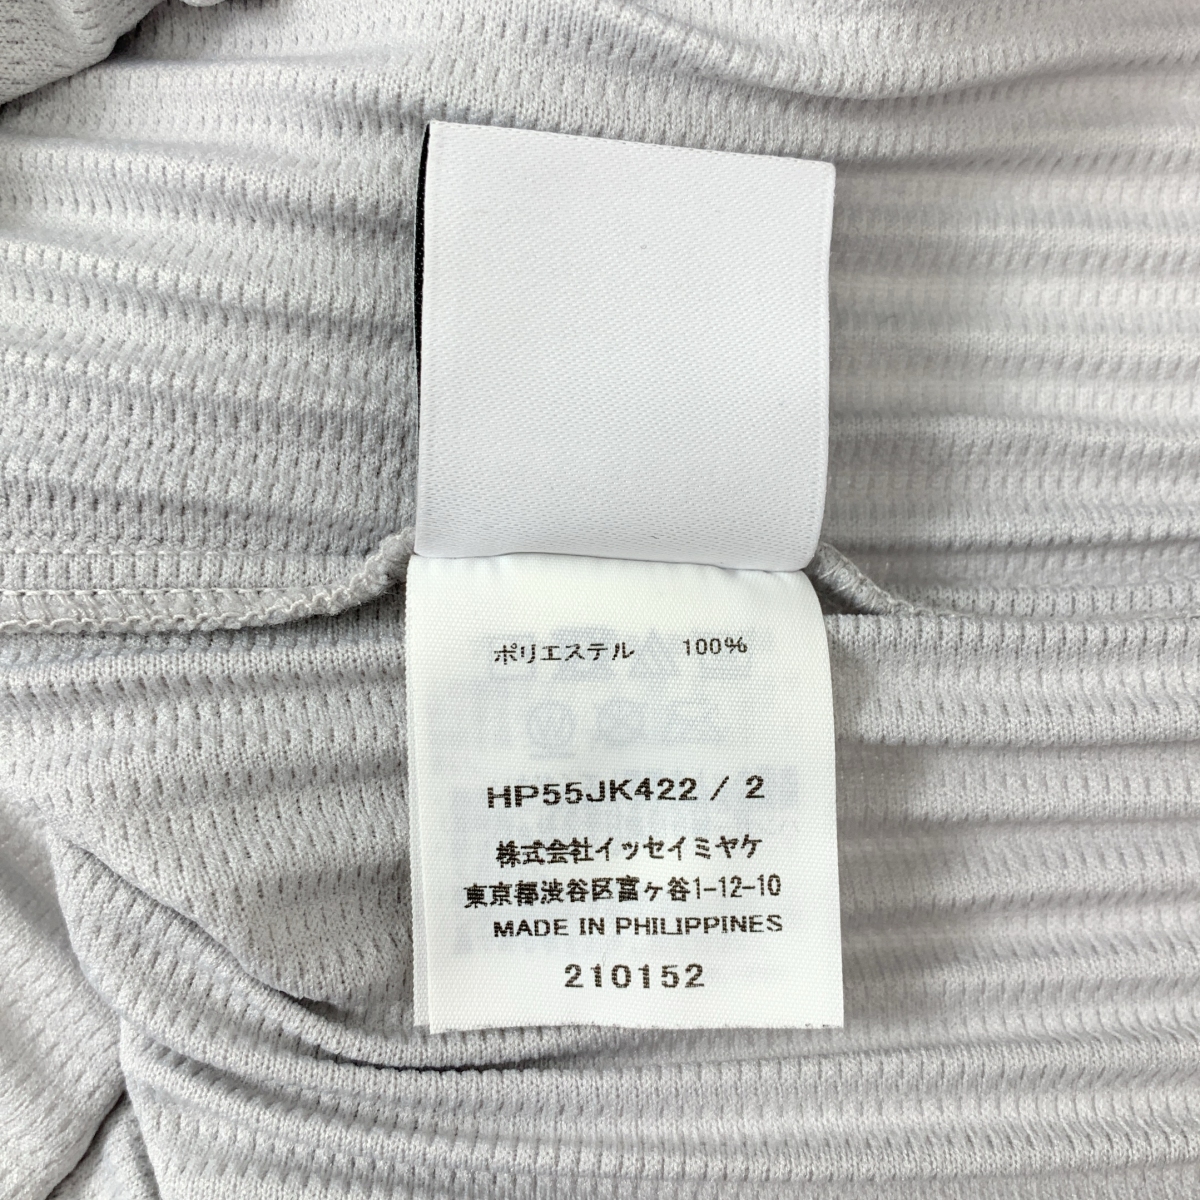 ポリエステル 100%
HP55JK422 / 2
株式会社イッセイミヤケ
東京都渋谷区富ヶ谷1-12-10
MADE IN PHILIPPINES
210152